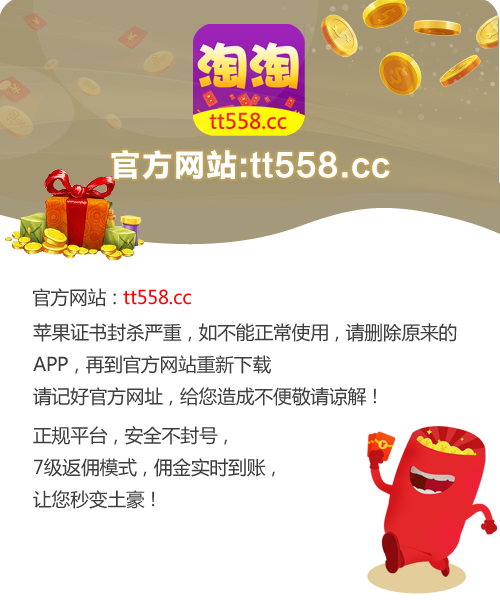 淘淘
tt558.cc
官方网站:tt558.cc
官方网站：tt558.cc
苹果证书封杀严重，如不能正常使用，请删除原来的
APP，再到官方网站重新下载
请记好官方网址，给您造成不便敬请谅解！
正规平台，安全不封号，
7级返佣模式，佣金实时到账，
让您秒变土豪！